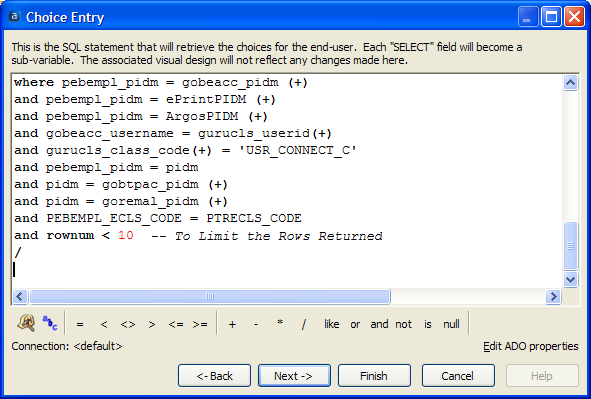 Choice Entry
This is the SQL statement that will retrieve the choices for the end-user. Each "SELECT" field will become a
sub-variable. The associated visual design will not reflect any changes made here.
where pebempl_pidm = gobeacc_pidm (+)
and pebempl_pidm = ePrintPIDM (+)
and pebempl_pidm = ArgosPIDM (+)
and gobeacc_username = gurucls_userid(+)
and gurucls_class_code(+) = 'USR_CONNECT_C'
and pebempl_pidm = pidm
and pidm = gobtpac_pidm (+)
and pidm = goremal_pidm (+)
and PEBEMPL_ECLS_CODE = PTRECLS_CODE
and rownum < 10 -- To Limit the Rows Returned
/
= < <> > <= >= + - * / like or and not is null
Connection: <default> Edit ADO properties
<- Back Next -> Finish Cancel Help